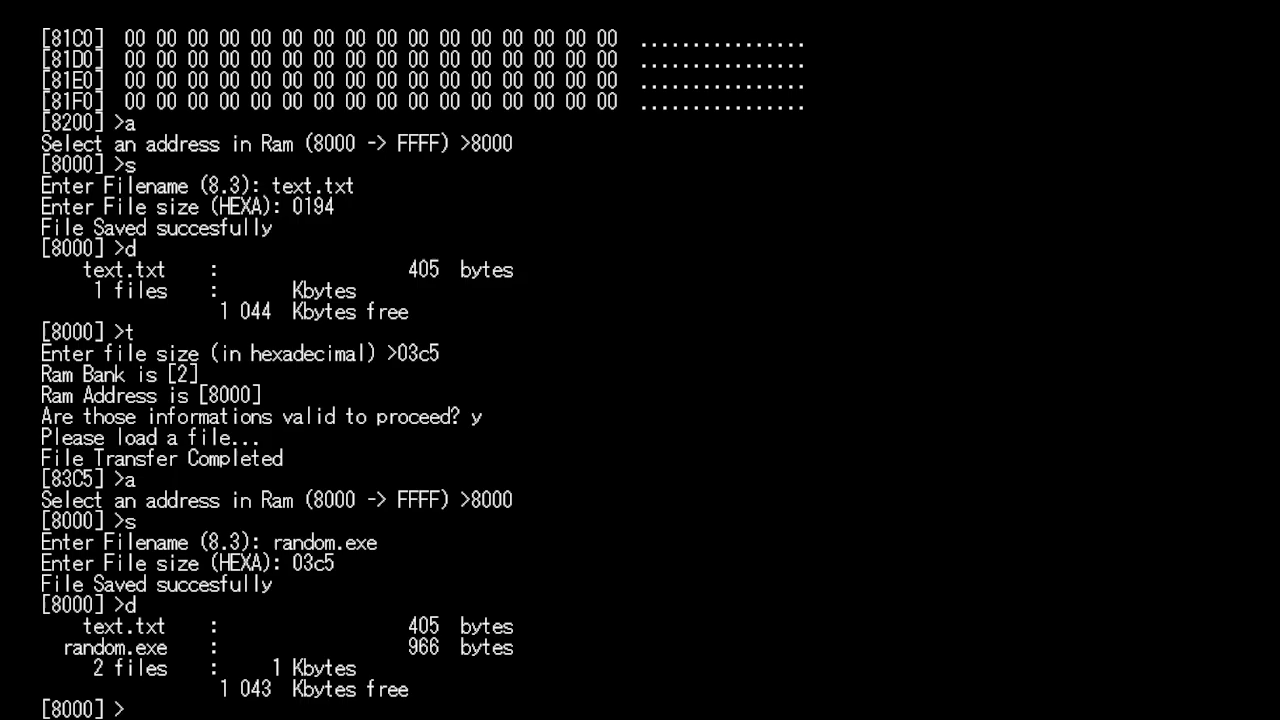 [81C0] 00 00 00 00 00 00 00 00 00 00 00 00 00 00 00 00 ................
[81D0] 00 00 00 00 00 00 00 00 00 00 00 00 00 00 00 00 ................
[81E0] 00 00 00 00 00 00 00 00 00 00 00 00 00 00 00 00 ................
[81F0] 00 00 00 00 00 00 00 00 00 00 00 00 00 00 00 00 ................
[8200] >a
Select an address in Ram (8000 -> FFFF) >8000
[8000] >s
Enter Filename (8.3): text.txt
Enter File size (HEXA): 0194
File Saved succesfully
[8000] >d
text.txt : 405 bytes
1 files : Kbytes
1 044 Kbytes free
[8000] >t
Enter file size (in hexadecimal) >03c5
Ram Bank is [2]
Ram Address is [8000]
Are those informations valid to proceed? y
Please load a file...
File Transfer Completed
[83C5] >a
Select an address in Ram (8000 -> FFFF) >8000
[8000] >s
Enter Filename (8.3): random.exe
Enter File size (HEXA): 03c5
File Saved succesfully
[8000] >d
text.txt : 405 bytes
random.exe : 966 bytes
2 files : 1 Kbytes
1 043 Kbytes free
[8000] >